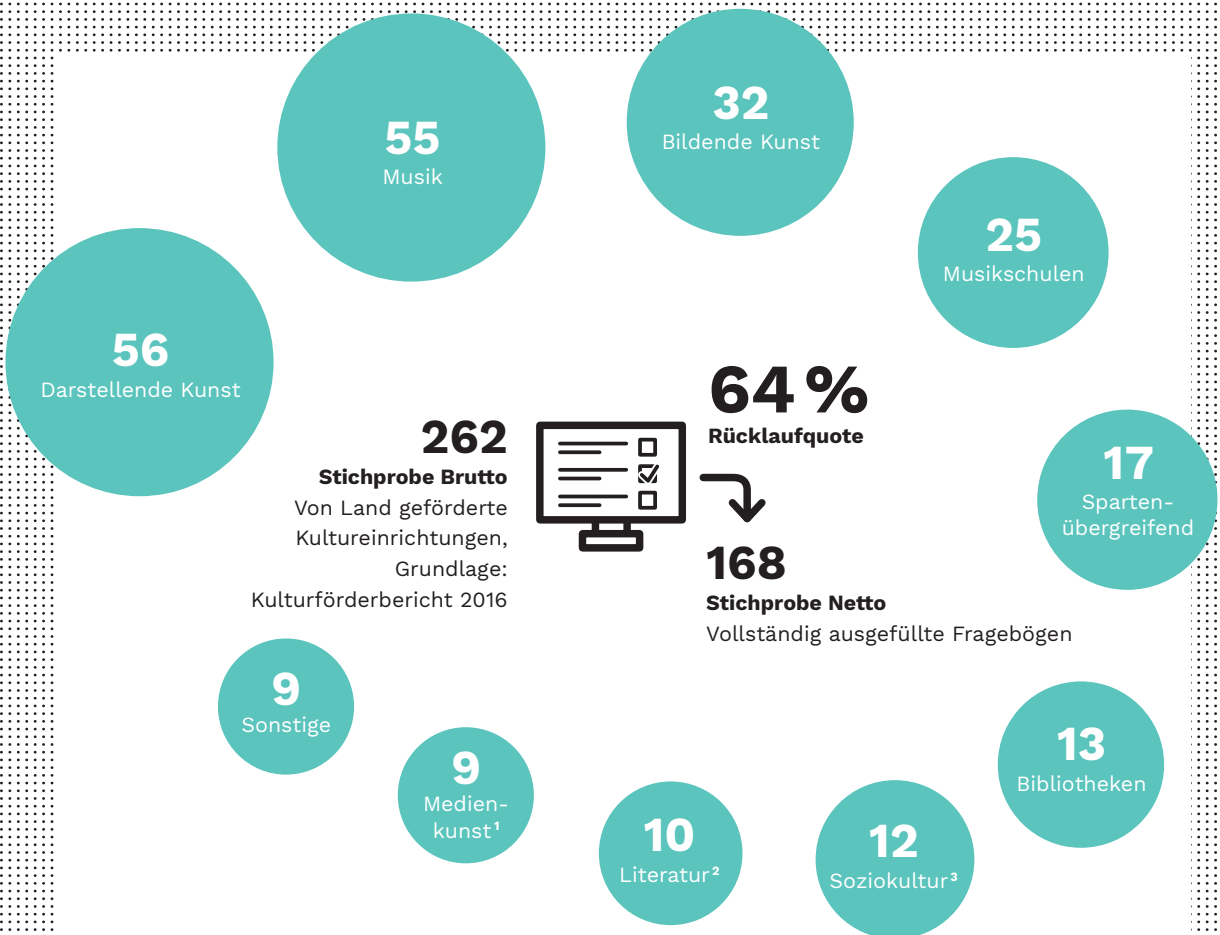 55
Musik
32
Bildende Kunst
25
Musikschulen
56
Darstellende Kunst
64 %
Rücklaufquote
262
Stichprobe Brutto
Von Land geförderte
Kultureinrichtungen,
Grundlage:
Kulturförderbericht 2016
17
Sparten-
übergreifend
168
Stichprobe Netto
Vollständig ausgefüllte Fragebögen
9
Sonstige
9
Medien-
kunst¹
10
Literatur²
12
Soziokultur³
13
Bibliotheken